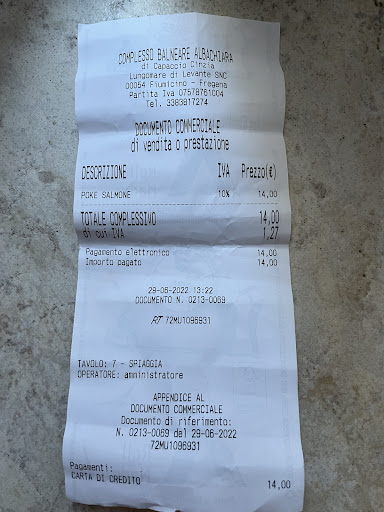 COMPLESSO BALNEARE ALBACHIARA
di Capaccio Cinzia
Lungomare di Levante SNC
00054 Fiumicino - Fregena
Partita Iva 07578761004
Tel. 3383817274
DOCUMENTO COMMERCIALE
di vendita o prestazione
DESCRIZIONE IVA Prezzo(€)
POKE SALMONE 10% 14,00
TOTALE COMPLESSIVO 14,00
di cui IVA 1,27
Pagamento elettronico 14,00
Importo pagato 14,00
29-06-2022 13:22
DOCUMENTO N. 0213-0069
RT 72MU1096931
TAVOLO: 7 - SPIAGGIA
OPERATORE: amministratore
APPENDICE AL
DOCUMENTO COMMERCIALE
Documento di riferimento:
N. 0213-0069 del 29-06-2022
72MU1096931
Pagamenti:
CARTA DI CREDITO 14,00